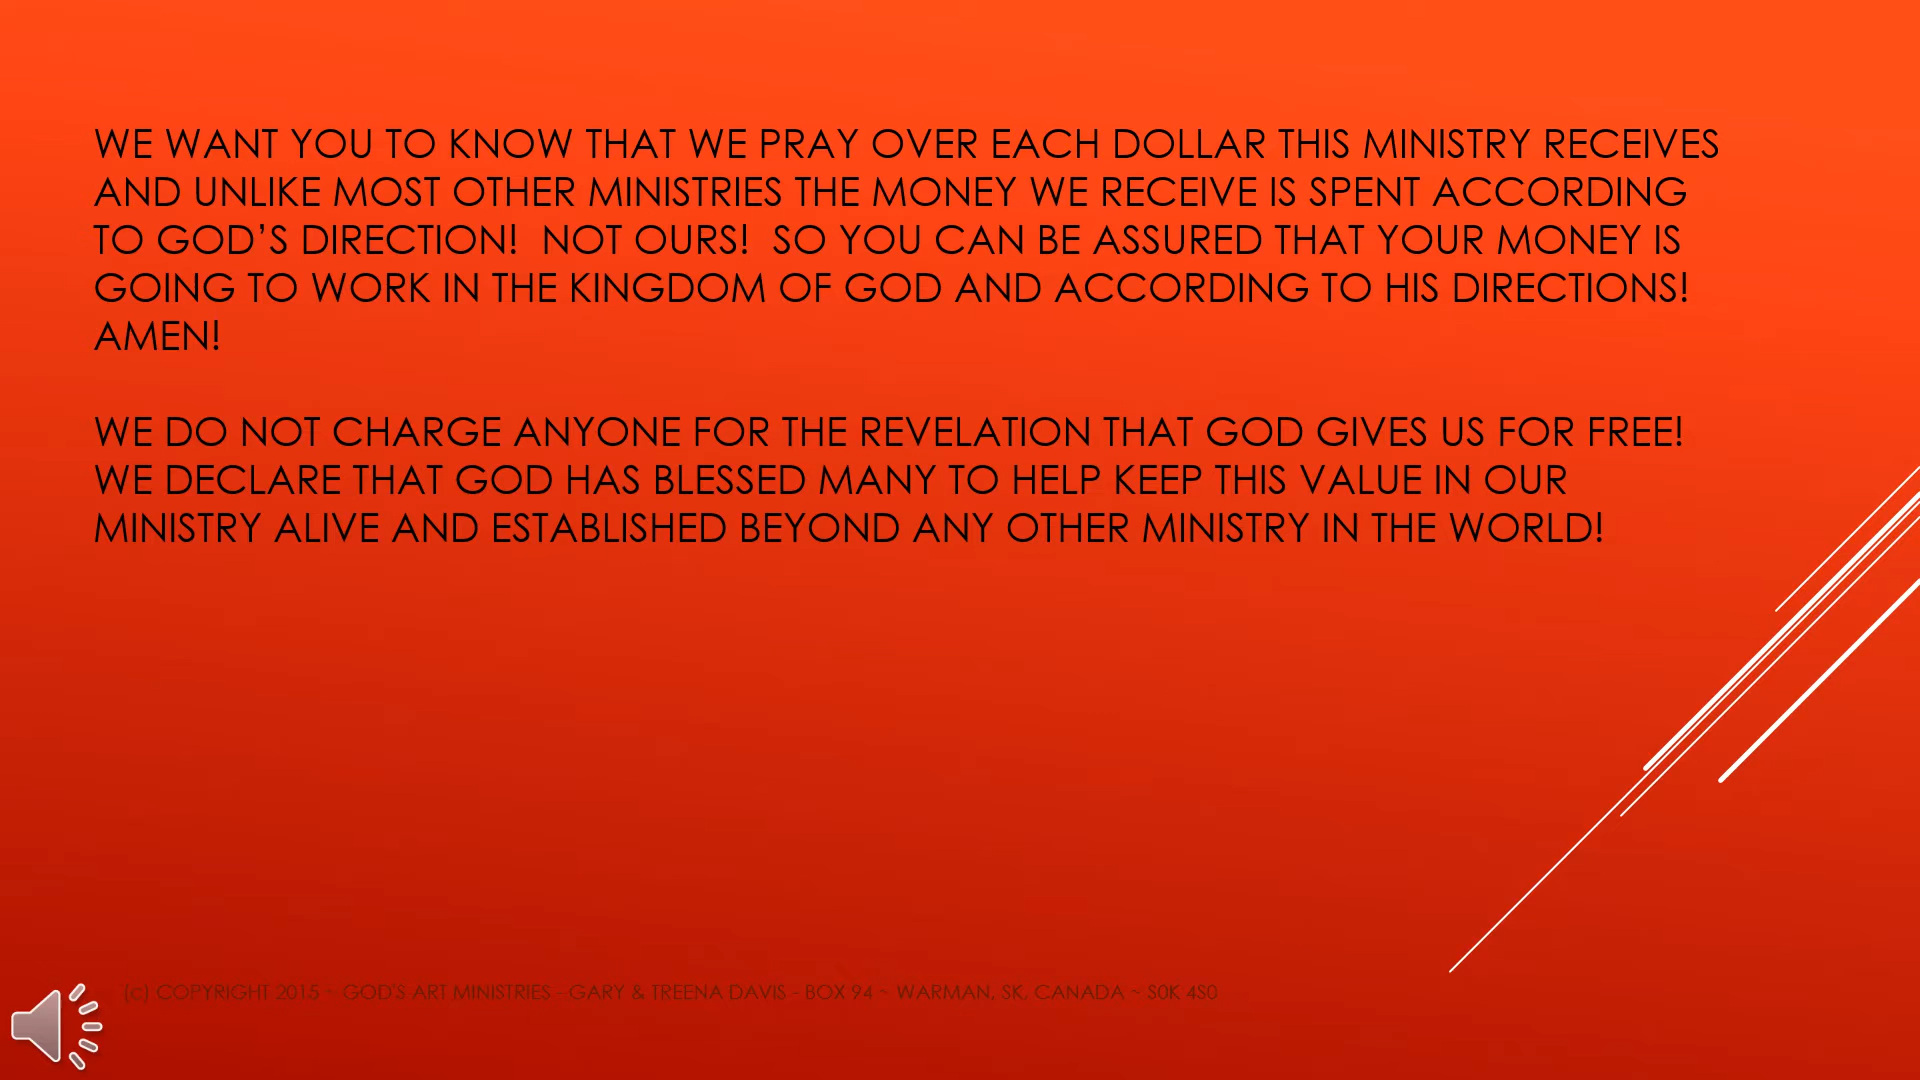 WE WANT YOU TO KNOW THAT WE PRAY OVER EACH DOLLAR THIS MINISTRY RECEIVES
AND UNLIKE MOST OTHER MINISTRIES THE MONEY WE RECEIVE IS SPENT ACCORDING
TO GOD’S DIRECTION!  NOT OURS!  SO YOU CAN BE ASSURED THAT YOUR MONEY IS
GOING TO WORK IN THE KINGDOM OF GOD AND ACCORDING TO HIS DIRECTIONS!
AMEN!
WE DO NOT CHARGE ANYONE FOR THE REVELATION THAT GOD GIVES US FOR FREE!
WE DECLARE THAT GOD HAS BLESSED MANY TO HELP KEEP THIS VALUE IN OUR
MINISTRY ALIVE AND ESTABLISHED BEYOND ANY OTHER MINISTRY IN THE WORLD!
(c) COPYRIGHT 2015 ~ GOD'S ART MINISTRIES - GARY & TREENA DAVIS - BOX 94 ~ WARMAN, SK, CANADA ~ S0K 4S0